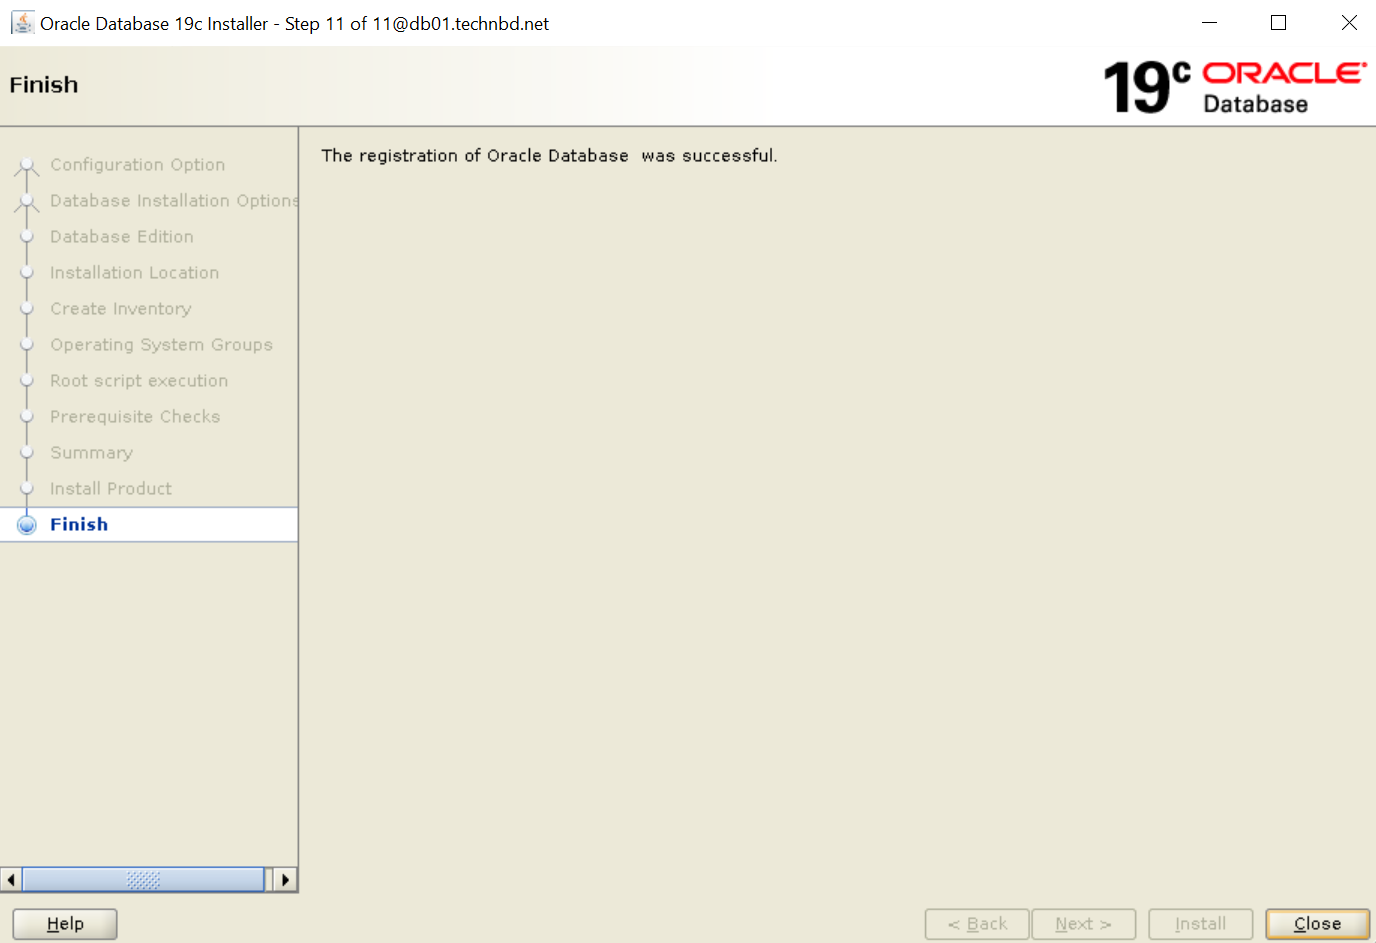 Oracle Database 19c Installer - Step 11 of 11@db01.technbd.net
Finish
19c ORACLE
Database
Configuration Option
Database Installation Options
Database Edition
Installation Location
Create Inventory
Operating System Groups
Root script execution
Prerequisite Checks
Summary
Install Product
Finish
The registration of Oracle Database  was successful.
Help
< Back
Next >
Install
Close